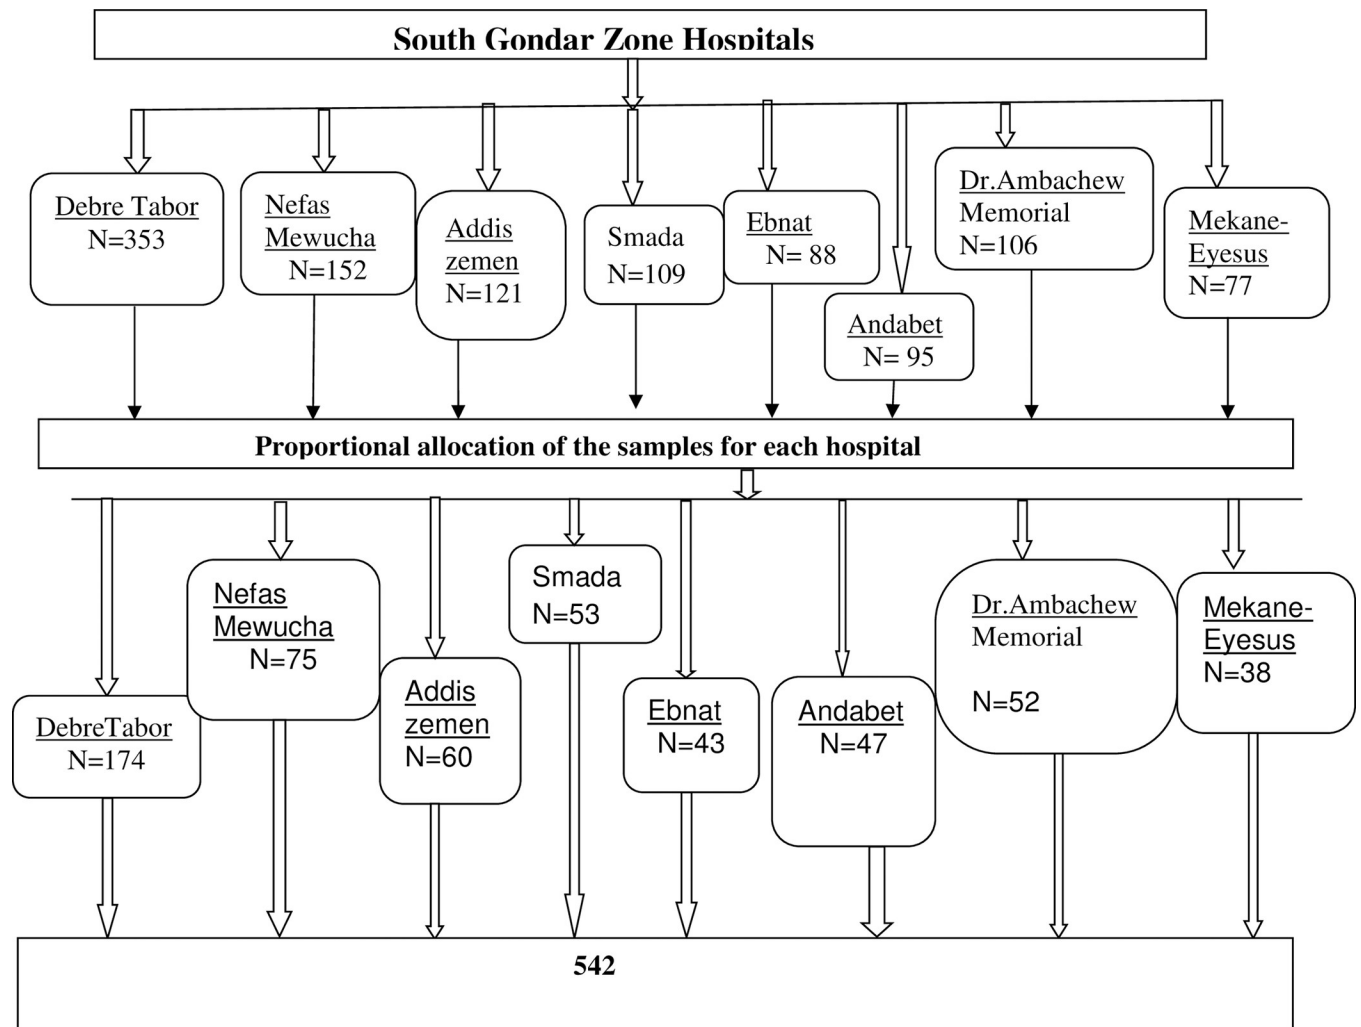 South Gondar Zone Hospitals
Debre Tabor
N=353
Nefas
Mewucha
N=152
Addis
zemen
N=121
Smada
N=109
Ebnat
N= 88
Andabet
N= 95
Dr.Ambachew
Memorial
N=106
Mekane-
Eyesus
N=77
Proportional allocation of the samples for each hospital
DebreTabor
N=174
Nefas
Mewucha
N=75
Addis
zemen
N=60
Smada
N=53
Ebnat
N=43
Andabet
N=47
Dr.Ambachew
Memorial
N=52
Mekane-
Eyesus
N=38
542